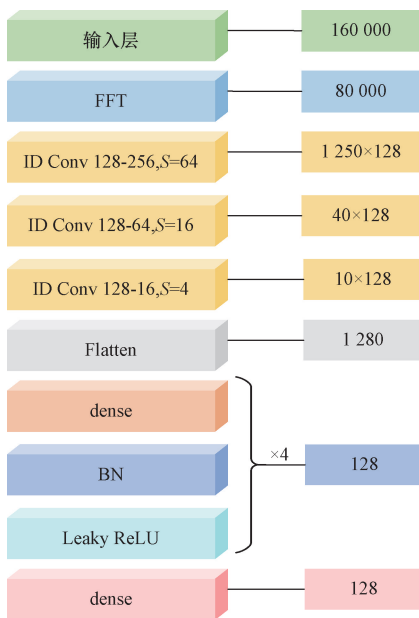 输入层 160 000
FFT 80 000
ID Conv 128-256,S=64 1 250×128
ID Conv 128-64,S=16 40×128
ID Conv 128-16,S=4 10×128
Flatten 1 280
dense
BN ×4 128
Leaky ReLU
dense 128